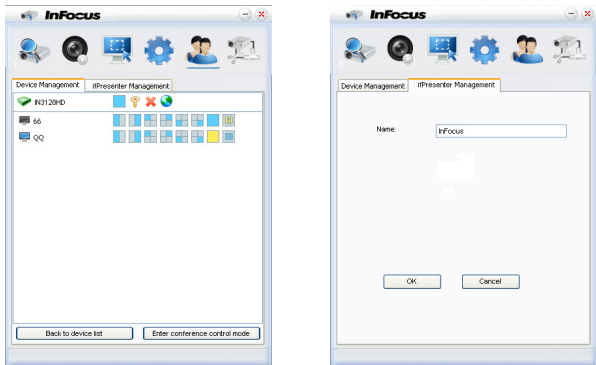 InFocus
Device Management
ifPresenter Management
IN3128HD
66
QQ
Back to device list
Enter conference control mode
InFocus
Device Management
ifPresenter Management
Name:
InFocus
OK
Cancel